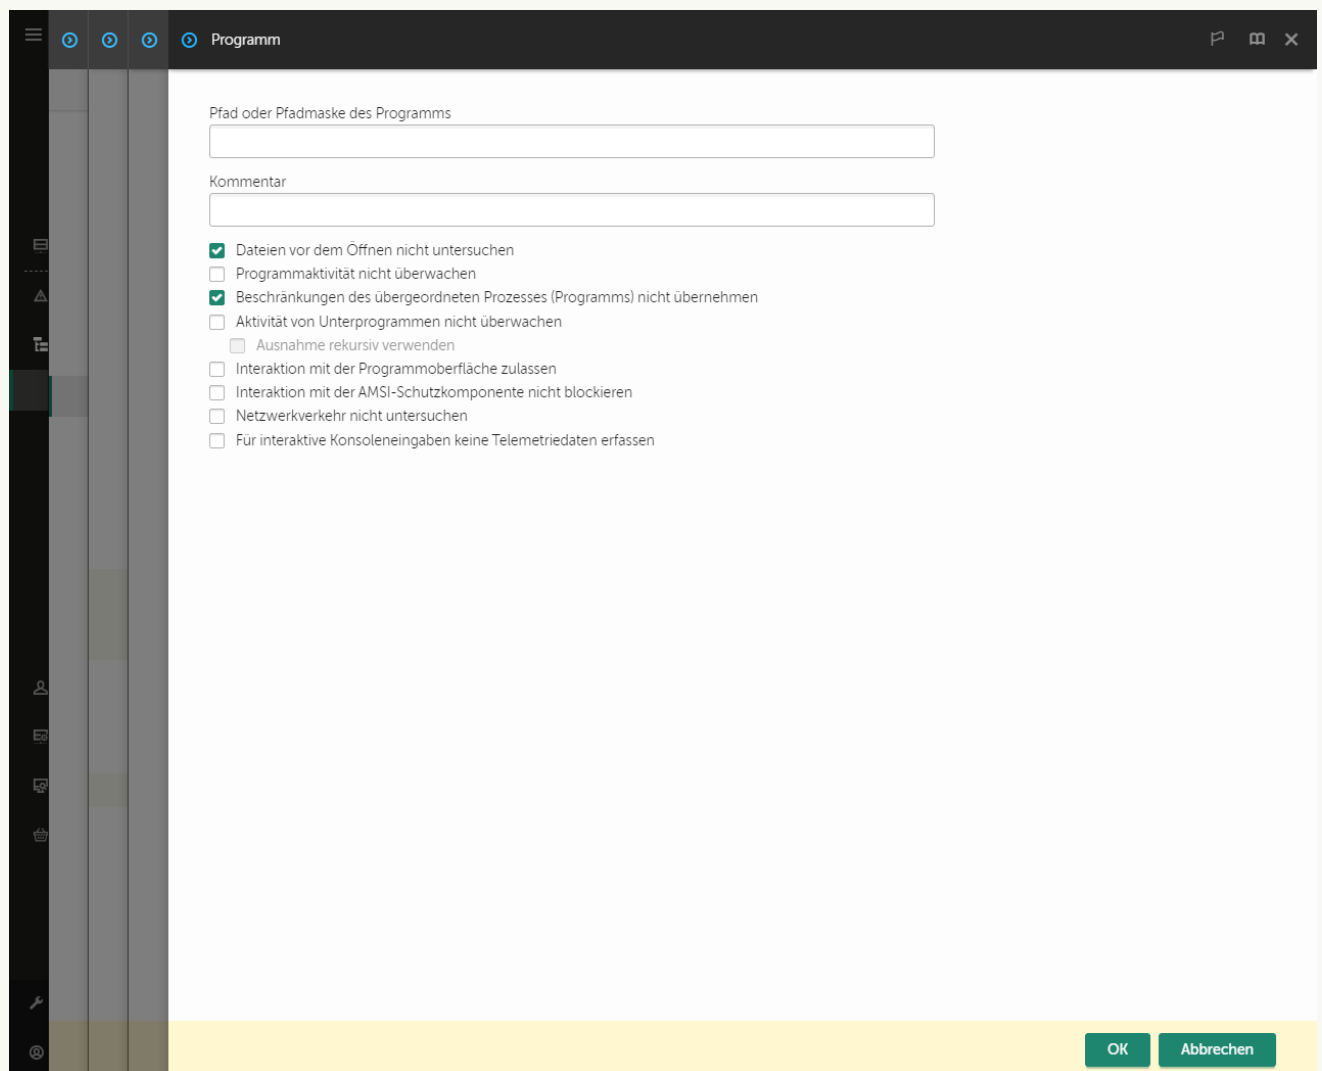 Programm
Pfad oder Pfadmaske des Programms
Kommentar
Dateien vor dem Öffnen nicht untersuchen
Programmaktivität nicht überwachen
Beschränkungen des übergeordneten Prozesses (Programms) nicht übernehmen
Aktivität von Unterprogrammen nicht überwachen
Ausnahme rekursiv verwenden
Interaktion mit der Programmoberfläche zulassen
Interaktion mit der AMSI-Schutzkomponente nicht blockieren
Netzwerkverkehr nicht untersuchen
Für interaktive Konsoleneingaben keine Telemetriedaten erfassen
OK Abbrechen